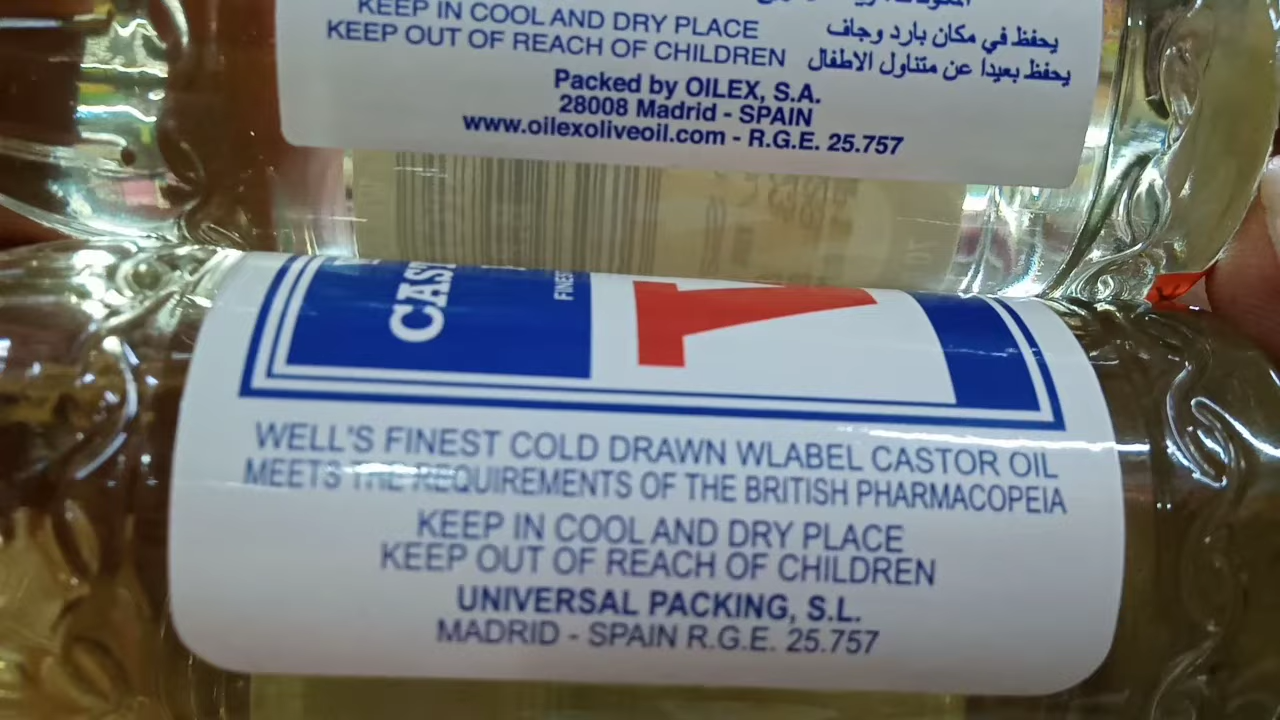 KEEP IN COOL AND DRY PLACE
KEEP OUT OF REACH OF CHILDREN
يحفظ في مكان بارد وجاف
يحفظ بعيدا عن متناول الاطفال
Packed by OILEX, S.A.
28008 Madrid - SPAIN
www.oilexoliveoil.com - R.G.E. 25.757
WELL'S FINEST COLD DRAWN WLABEL CASTOR OIL
MEETS THE REQUIREMENTS OF THE BRITISH PHARMACOPEIA
KEEP IN COOL AND DRY PLACE
KEEP OUT OF REACH OF CHILDREN
UNIVERSAL PACKING, S.L.
MADRID - SPAIN R.G.E. 25.757